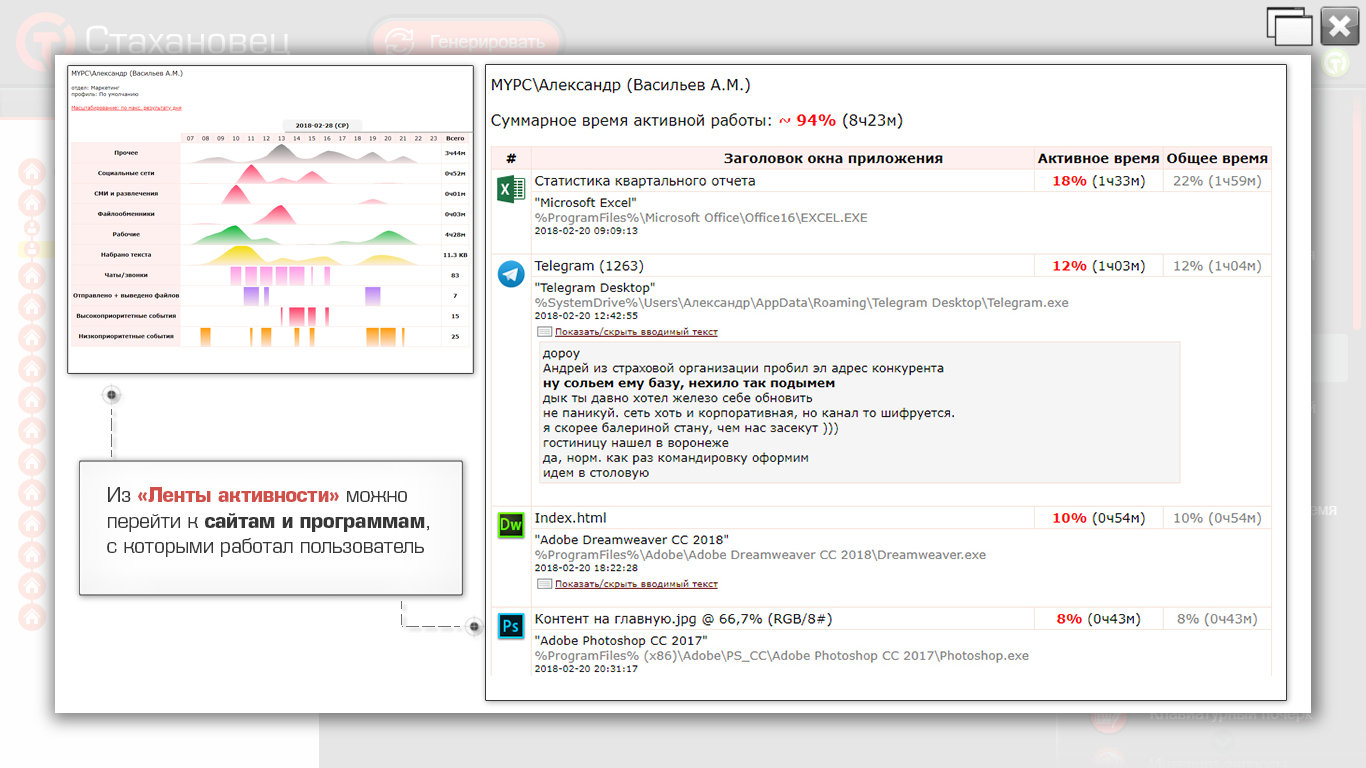 Стахановец
Генерировать
MYPC\Александр (Васильев А.М.)
отдел: Маркетинг
профиль: По умолчанию
Масштабирование: по макс. результату дня
2018-02-28 (СР)
07 08 09 10 11 12 13 14 15 16 17 18 19 20 21 22 23 Всего
Прочее 3ч44м
Социальные сети 0ч52м
СМИ и развлечения 0ч01м
Файлообменники 0ч03м
Рабочие 4ч28м
Набрано текста 11.3 KB
Чаты/звонки 83
Отправлено + выведено файлов 7
Высокоприоритетные события 15
Низкоприоритетные события 25
Из «Ленты активности» можно
перейти к сайтам и программам,
с которыми работал пользователь
MYPC\Александр (Васильев А.М.)
Суммарное время активной работы: ~ 94% (8ч23м)
# Заголовок окна приложения Активное время Общее время
Статистика квартального отчета 18% (1ч33м) 22% (1ч59м)
"Microsoft Excel"
%ProgramFiles%\Microsoft Office\Office16\EXCEL.EXE
2018-02-20 09:09:13
Telegram (1263) 12% (1ч03м) 12% (1ч04м)
"Telegram Desktop"
%SystemDrive%\Users\Александр\AppData\Roaming\Telegram Desktop\Telegram.exe
2018-02-20 12:42:55
Показать/скрыть вводимый текст
дороу
Андрей из страховой организации пробил эл адрес конкурента
ну сольем ему базу, нехило так подымем
дык ты давно хотел железо себе обновить
не паникуй. сеть хоть и корпоративная, но канал то шифруется.
я скорее балериной стану, чем нас засекут )))
гостиницу нашел в воронеже
да, норм. как раз командировку оформим
идем в столовую
Dw Index.html 10% (0ч54м) 10% (0ч54м)
"Adobe Dreamweaver CC 2018"
%ProgramFiles%\Adobe\Adobe Dreamweaver CC 2018\Dreamweaver.exe
2018-02-20 18:22:28
Показать/скрыть вводимый текст
Ps Контент на главную.jpg @ 66,7% (RGB/8#) 8% (0ч43м) 8% (0ч43м)
"Adobe Photoshop CC 2017"
%ProgramFiles% (x86)\Adobe\PS_CC\Adobe Photoshop CC 2017\Photoshop.exe
2018-02-20 20:31:17
Клавиатурный почерк